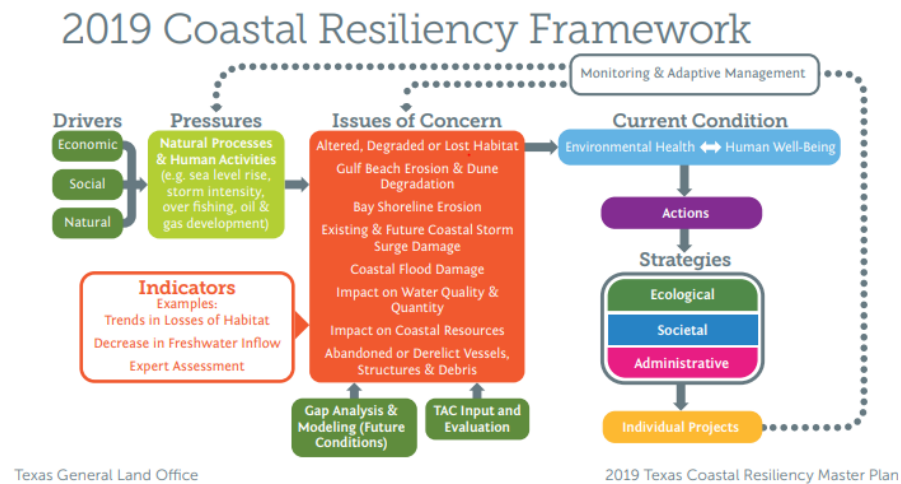 2019 Coastal Resiliency Framework
Monitoring & Adaptive Management
Drivers
Economic
Social
Natural
Pressures
Natural Processes
& Human Activities
(e.g. sea level rise,
storm intensity,
over fishing, oil &
gas development)
Issues of Concern
Altered, Degraded or Lost Habitat
Gulf Beach Erosion & Dune
Degradation
Bay Shoreline Erosion
Existing & Future Coastal Storm
Surge Damage
Coastal Flood Damage
Impact on Water Quality &
Quantity
Impact on Coastal Resources
Abandoned or Derelict Vessels,
Structures & Debris
Current Condition
Environmental Health Human Well-Being
Actions
Strategies
Ecological
Societal
Administrative
Individual Projects
Indicators
Examples:
Trends in Losses of Habitat
Decrease in Freshwater Inflow
Expert Assessment
Gap Analysis &
Modeling (Future
Conditions)
TAC Input and
Evaluation
Texas General Land Office
2019 Texas Coastal Resiliency Master Plan